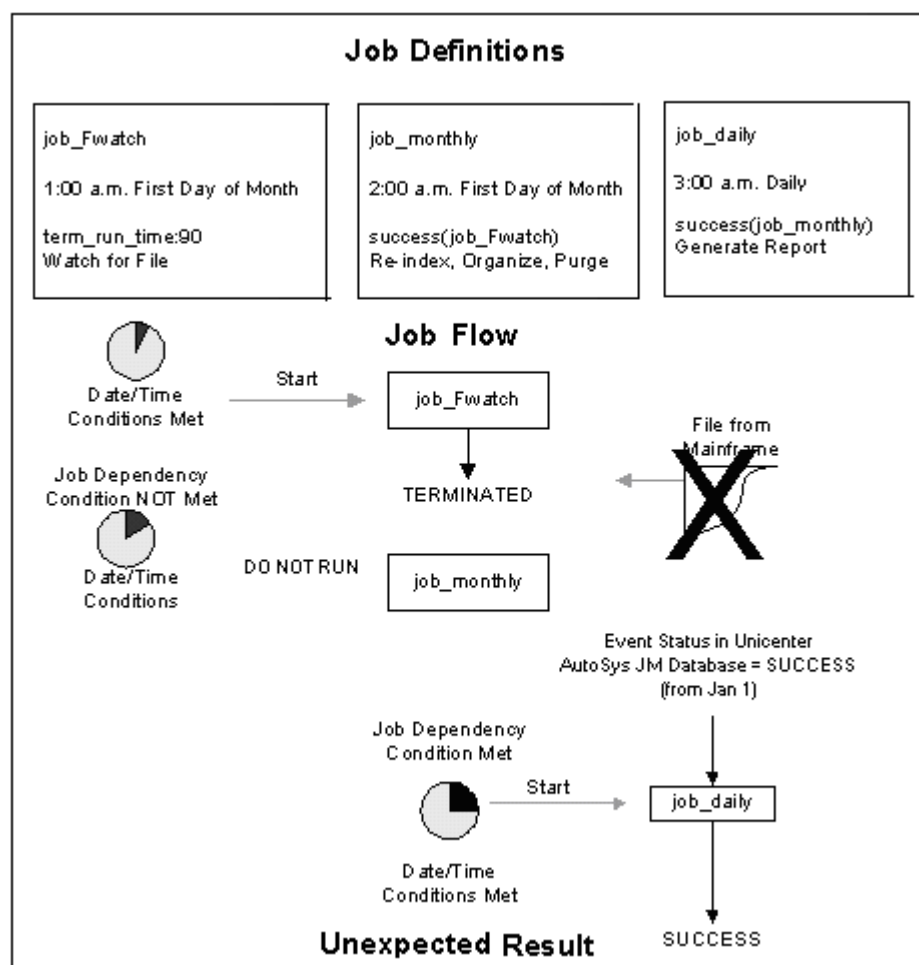 Job Definitions
job_Fwatch
1:00 a.m. First Day of Month
term_run_time:90
Watch for File
job_monthly
2:00 a.m. First Day of Month
success(job_Fwatch)
Re-index, Organize, Purge
job_daily
3:00 a.m. Daily
success(job_monthly)
Generate Report
Job Flow
Date/Time
Conditions Met
Start
job_Fwatch
File from
Mainframe
TERMINATED
Job Dependency
Condition NOT Met
Date/Time
Conditions
DO NOT RUN
job_monthly
Event Status in Unicenter
AutoSys JM Database = SUCCESS
(from Jan 1)
Job Dependency
Condition Met
Start
job_daily
Date/Time
Conditions Met
SUCCESS
Unexpected Result